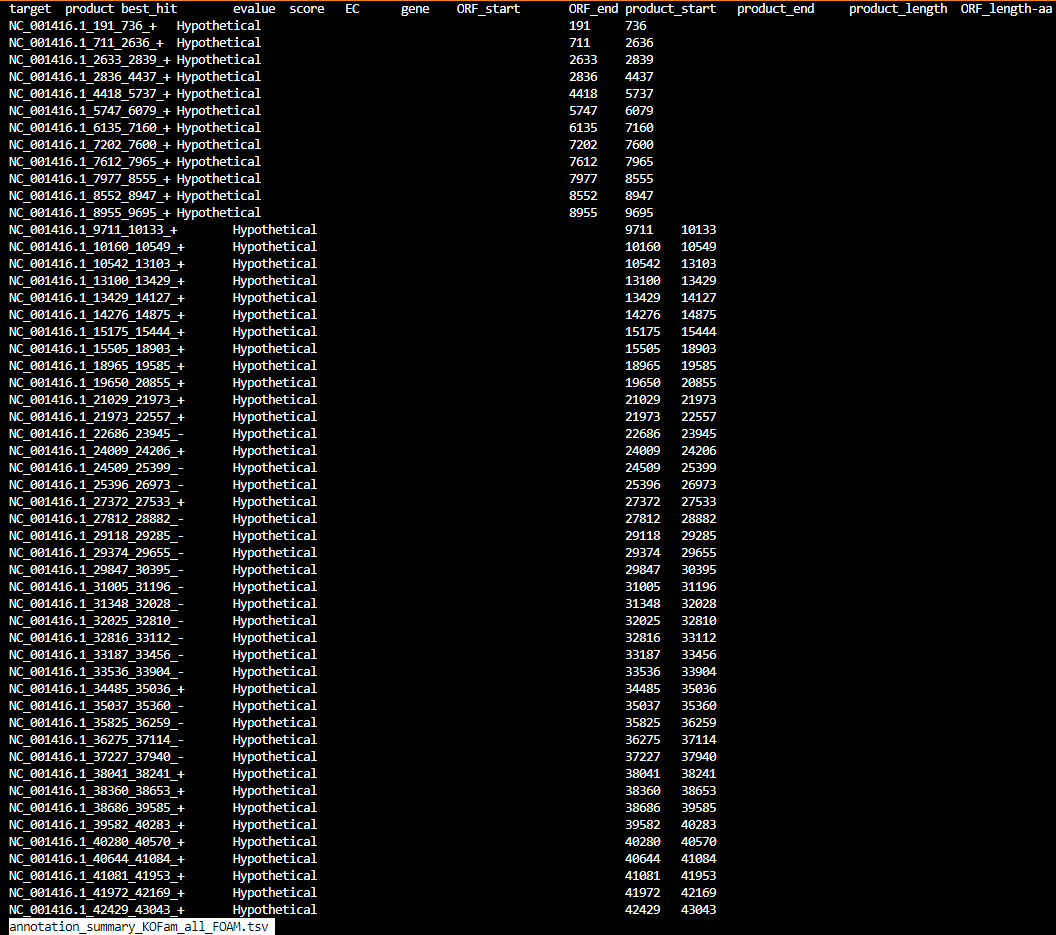 target product best_hit evalue score EC gene ORF_start ORF_end product_start product_end product_length ORF_length-aa
NC_001416.1_191_736_+ Hypothetical 191 736
NC_001416.1_711_2636_+ Hypothetical 711 2636
NC_001416.1_2633_2839_+ Hypothetical 2633 2839
NC_001416.1_2836_4437_+ Hypothetical 2836 4437
NC_001416.1_4418_5737_+ Hypothetical 4418 5737
NC_001416.1_5747_6079_+ Hypothetical 5747 6079
NC_001416.1_6135_7160_+ Hypothetical 6135 7160
NC_001416.1_7202_7600_+ Hypothetical 7202 7600
NC_001416.1_7612_7965_+ Hypothetical 7612 7965
NC_001416.1_7977_8555_+ Hypothetical 7977 8555
NC_001416.1_8552_8947_+ Hypothetical 8552 8947
NC_001416.1_8955_9695_+ Hypothetical 8955 9695
NC_001416.1_9711_10133_+ Hypothetical 9711 10133
NC_001416.1_10160_10549_+ Hypothetical 10160 10549
NC_001416.1_10542_13103_+ Hypothetical 10542 13103
NC_001416.1_13100_13429_+ Hypothetical 13100 13429
NC_001416.1_13429_14127_+ Hypothetical 13429 14127
NC_001416.1_14276_14875_+ Hypothetical 14276 14875
NC_001416.1_15175_15444_+ Hypothetical 15175 15444
NC_001416.1_15505_18903_+ Hypothetical 15505 18903
NC_001416.1_18965_19585_+ Hypothetical 18965 19585
NC_001416.1_19650_20855_+ Hypothetical 19650 20855
NC_001416.1_21029_21973_+ Hypothetical 21029 21973
NC_001416.1_21973_22557_+ Hypothetical 21973 22557
NC_001416.1_22686_23945_- Hypothetical 22686 23945
NC_001416.1_24009_24206_+ Hypothetical 24009 24206
NC_001416.1_24509_25399_- Hypothetical 24509 25399
NC_001416.1_25396_26973_- Hypothetical 25396 26973
NC_001416.1_27372_27533_+ Hypothetical 27372 27533
NC_001416.1_27812_28882_- Hypothetical 27812 28882
NC_001416.1_29118_29285_- Hypothetical 29118 29285
NC_001416.1_29374_29655_- Hypothetical 29374 29655
NC_001416.1_29847_30395_- Hypothetical 29847 30395
NC_001416.1_31005_31196_- Hypothetical 31005 31196
NC_001416.1_31348_32028_- Hypothetical 31348 32028
NC_001416.1_32025_32810_- Hypothetical 32025 32810
NC_001416.1_32816_33112_- Hypothetical 32816 33112
NC_001416.1_33187_33456_- Hypothetical 33187 33456
NC_001416.1_33536_33904_- Hypothetical 33536 33904
NC_001416.1_34485_35036_+ Hypothetical 34485 35036
NC_001416.1_35037_35360_- Hypothetical 35037 35360
NC_001416.1_35825_36259_- Hypothetical 35825 36259
NC_001416.1_36275_37114_- Hypothetical 36275 37114
NC_001416.1_37227_37940_- Hypothetical 37227 37940
NC_001416.1_38041_38241_+ Hypothetical 38041 38241
NC_001416.1_38360_38653_+ Hypothetical 38360 38653
NC_001416.1_38686_39585_+ Hypothetical 38686 39585
NC_001416.1_39582_40283_+ Hypothetical 39582 40283
NC_001416.1_40280_40570_+ Hypothetical 40280 40570
NC_001416.1_40644_41084_+ Hypothetical 40644 41084
NC_001416.1_41081_41953_+ Hypothetical 41081 41953
NC_001416.1_41972_42169_+ Hypothetical 41972 42169
NC_001416.1_42429_43043_+ Hypothetical 42429 43043
annotation_summary_KOFam_all_FOAM.tsv